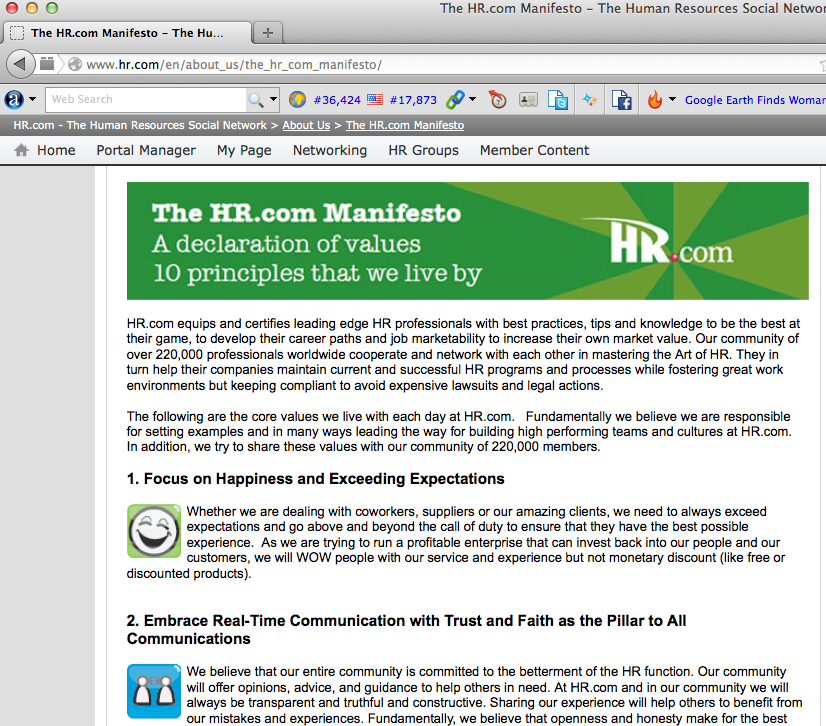 The HR.com Manifesto – The Human Resources Social Networ
The HR.com Manifesto – The Hu...
www.hr.com/en/about_us/the_hr_com_manifesto/
a Web Search #36,424 #17,873 Google Earth Finds Woman
HR.com - The Human Resources Social Network > About Us > The HR.com Manifesto
Home Portal Manager My Page Networking HR Groups Member Content
The HR.com Manifesto
A declaration of values
10 principles that we live by
HR.com
HR.com equips and certifies leading edge HR professionals with best practices, tips and knowledge to be the best at
their game, to develop their career paths and job marketability to increase their own market value. Our community of
over 220,000 professionals worldwide cooperate and network with each other in mastering the Art of HR. They in
turn help their companies maintain current and successful HR programs and processes while fostering great work
environments but keeping compliant to avoid expensive lawsuits and legal actions.
The following are the core values we live with each day at HR.com. Fundamentally we believe we are responsible
for setting examples and in many ways leading the way for building high performing teams and cultures at HR.com.
In addition, we try to share these values with our community of 220,000 members.
1. Focus on Happiness and Exceeding Expectations
Whether we are dealing with coworkers, suppliers or our amazing clients, we need to always exceed
expectations and go above and beyond the call of duty to ensure that they have the best possible
experience. As we are trying to run a profitable enterprise that can invest back into our people and our
customers, we will WOW people with our service and experience but not monetary discount (like free or
discounted products).
2. Embrace Real-Time Communication with Trust and Faith as the Pillar to All
Communications
We believe that our entire community is committed to the betterment of the HR function. Our community
will offer opinions, advice, and guidance to help others in need. At HR.com and in our community we will
always be transparent and truthful and constructive. Sharing our experience will help others to benefit from
our mistakes and experiences. Fundamentally, we believe that openness and honesty make for the best